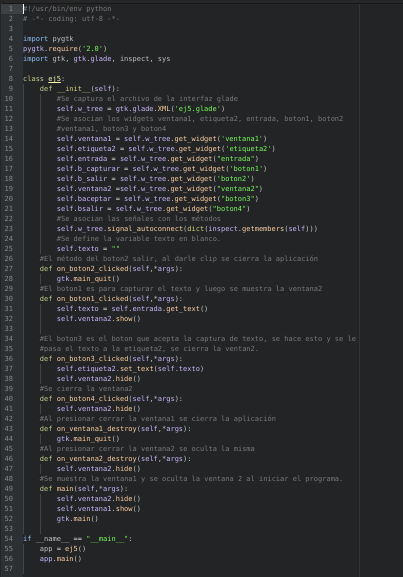 1 #!/usr/bin/env python
2 # -*- coding: utf-8 -*-
3
4 import pygtk
5 pygtk.require('2.0')
6 import gtk, gtk.glade, inspect, sys
7
8 class ej5:
9     def __init__(self):
10         #Se captura el archivo de la interfaz glade
11         self.w_tree = gtk.glade.XML('ej5.glade')
12         #Se asocian los widgets ventana1, etiqueta2, entrada, boton1, boton2
13         #ventana1, boton3 y boton4
14         self.ventana1 = self.w_tree.get_widget('ventana1')
15         self.etiqueta2 = self.w_tree.get_widget('etiqueta2')
16         self.entrada = self.w_tree.get_widget("entrada")
17         self.b_capturar = self.w_tree.get_widget('boton1')
18         self.b_salir = self.w_tree.get_widget('boton2')
19         self.ventana2 =self.w_tree.get_widget("ventana2")
20         self.baceptar = self.w_tree.get_widget("boton3")
21         self.bsalir = self.w_tree.get_widget("boton4")
22         #Se asocian las señales con los métodos
23         self.w_tree.signal_autoconnect(dict(inspect.getmembers(self)))
24         #Se define la variable texto en blanco.
25         self.texto = ""
26     #El método del boton2 salir, al darle clip se cierra la aplicación
27     def on_boton2_clicked(self,*args):
28         gtk.main_quit()
29     #El boton1 es para capturar el texto y luego se muestra la ventana2
30     def on_boton1_clicked(self,*args):
31         self.texto = self.entrada.get_text()
32         self.ventana2.show()
33
34     #El boton3 es el boton que acepta la captura de texto, se hace esto y se le
35     #pasa el texto a la etiqueta2, se cierra la ventan2.
36     def on_boton3_clicked(self,*args):
37         self.etiqueta2.set_text(self.texto)
38         self.ventana2.hide()
39     #Se cierra la ventana2
40     def on_boton4_clicked(self,*args):
41         self.ventana2.hide()
42     #Al presionar cerrar la ventana1 se cierra la aplicación
43     def on_ventana1_destroy(self,*args):
44         gtk.main_quit()
45     #Al presionar cerrar la ventana2 se oculta la misma
46     def on_ventana2_destroy(self,*args):
47         self.ventana2.hide()
48     #Se muestra la ventana1 y se oculta la ventana 2 al iniciar el programa.
49     def main(self,*args):
50         self.ventana2.hide()
51         self.ventana1.show()
52         gtk.main()
53
54 if __name__ == "__main__":
55     app = ej5()
56     app.main()
57